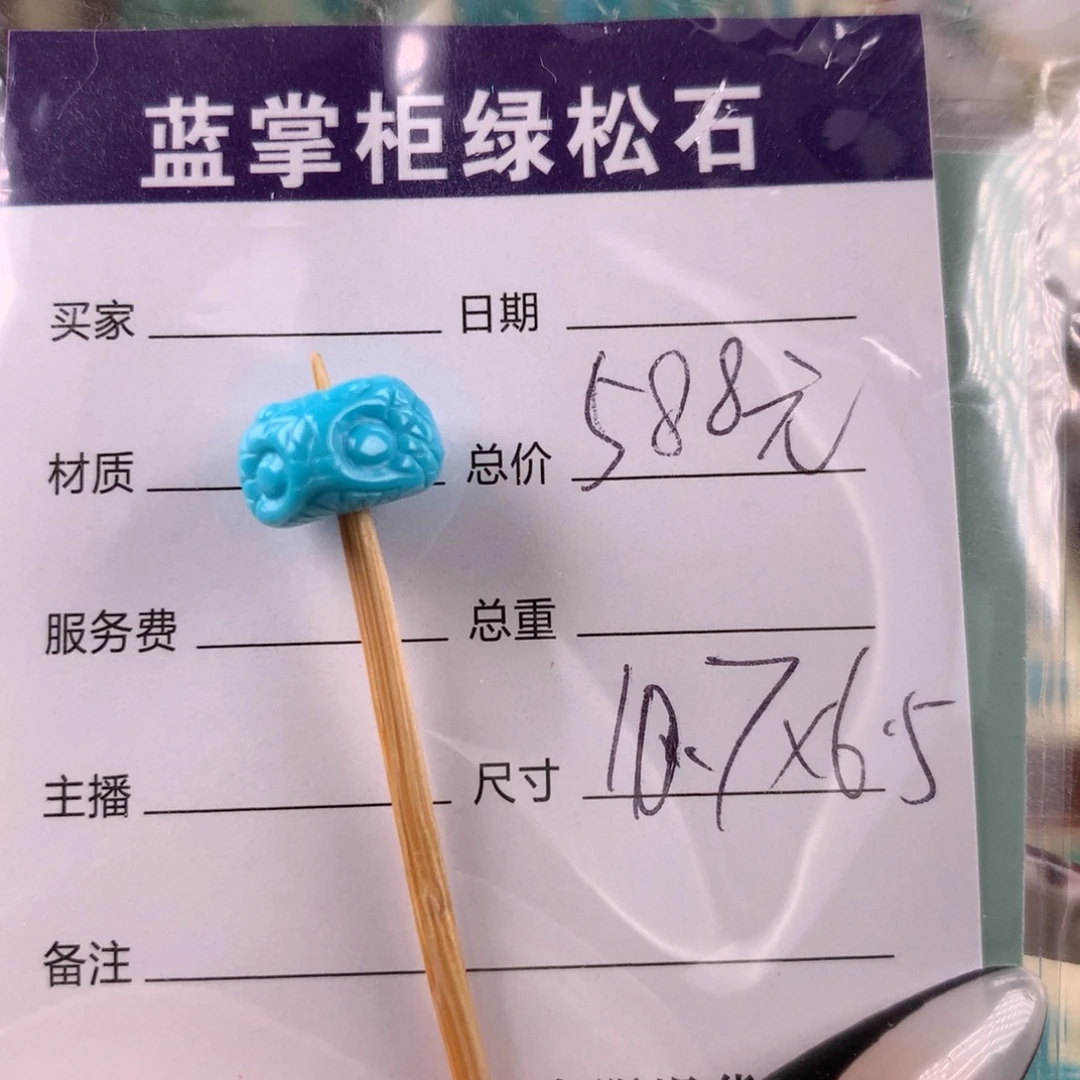 蓝掌柜绿松石
买家 日期
材质 总价 588元
服务费 总重
主播 尺寸 10.7x6.5
备注